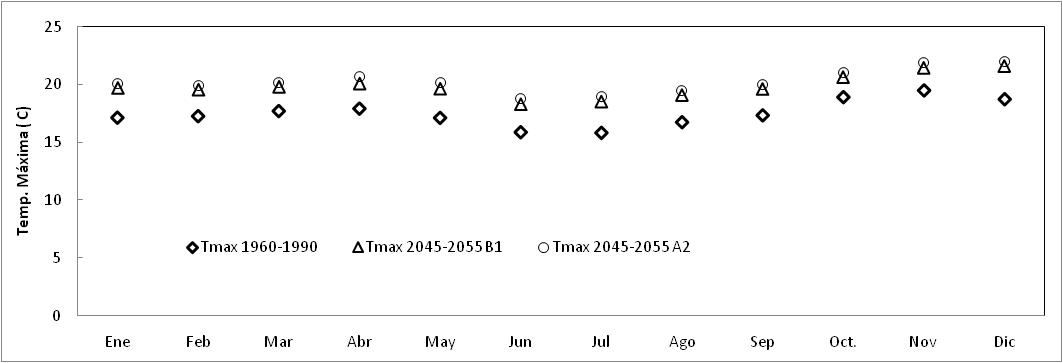 25
20
15
10
5
0
Temp. Máxima ( C)
Tmax 1960-1990 Tmax 2045-2055 B1 Tmax 2045-2055 A2
Ene Feb Mar Abr May Jun Jul Ago Sep Oct. Nov Dic